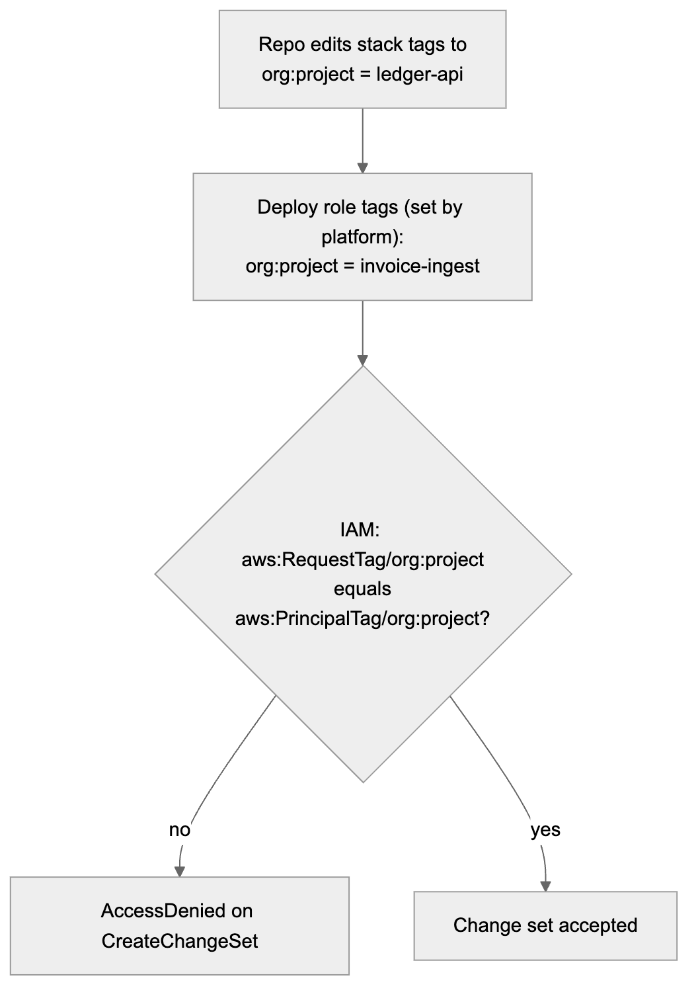 Repo edits stack tags to
org:project = ledger-api
Deploy role tags (set by
platform):
org:project = invoice-ingest
IAM:
aws:RequestTag/org:project
equals
aws:PrincipalTag/org:project?
no
yes
AccessDenied on
CreateChangeSet
Change set accepted